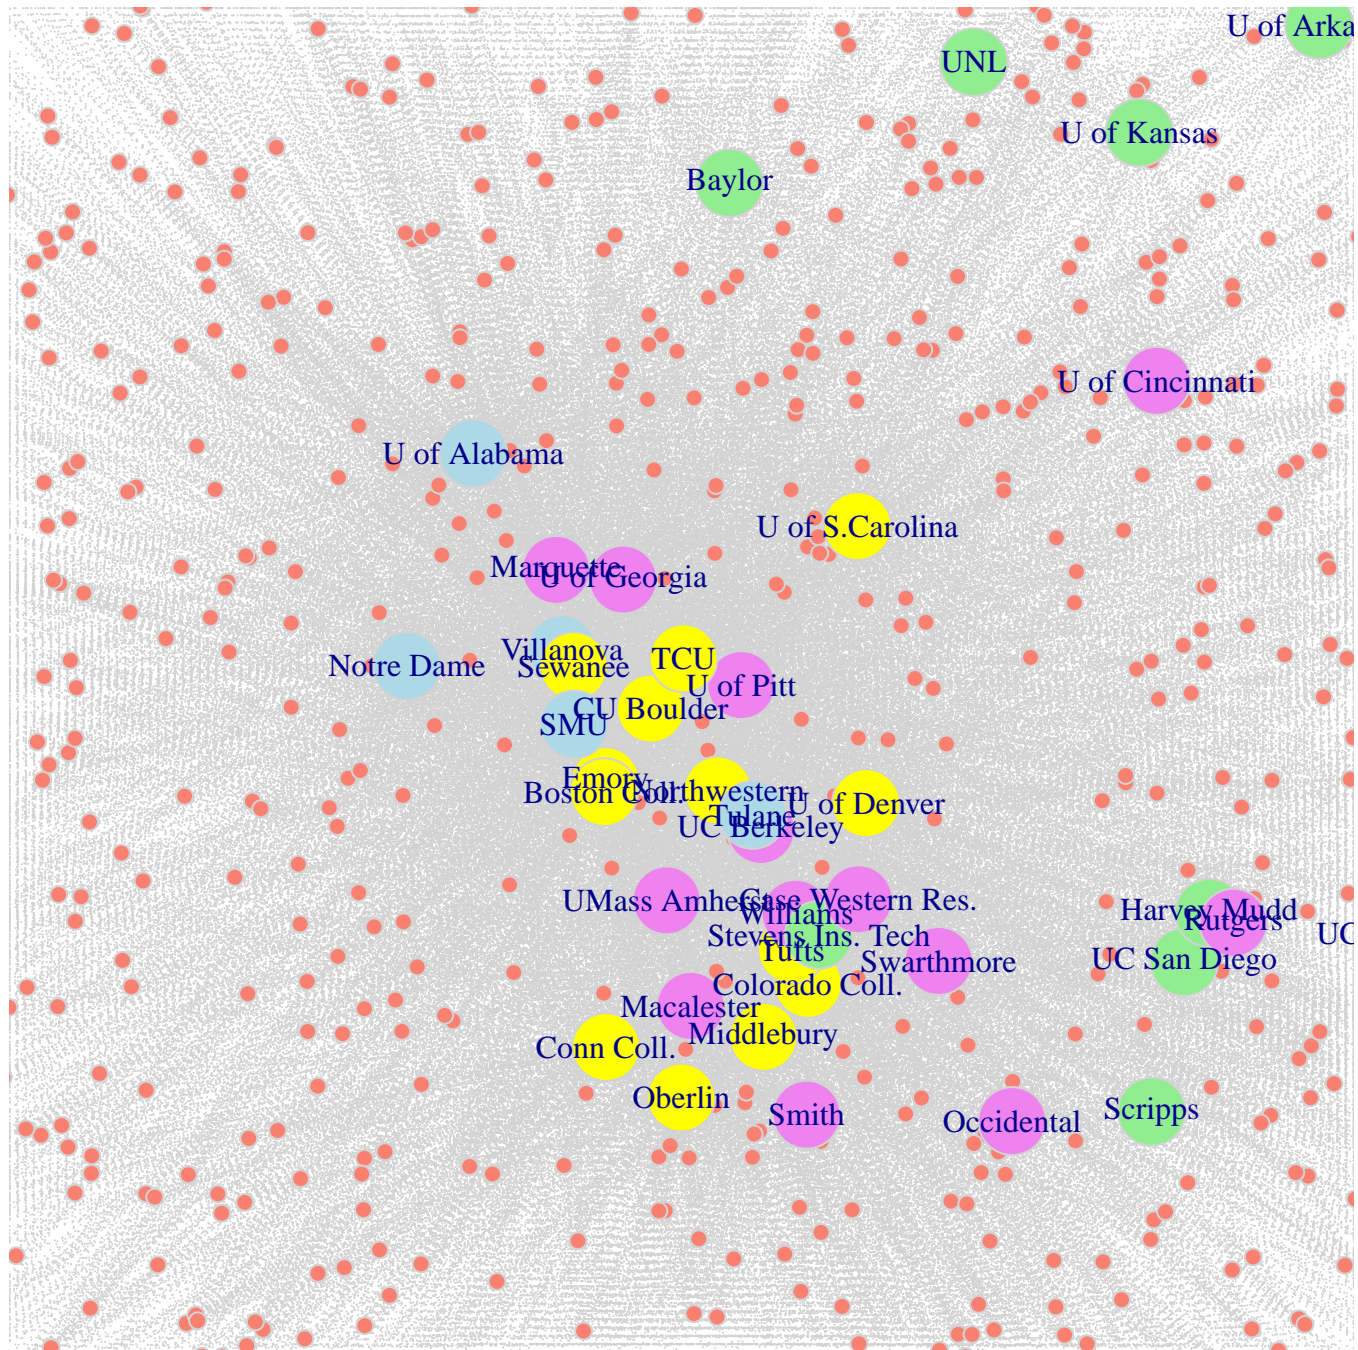 U of Arka
UNL
U of Kansas
Baylor
U of Cincinnati
U of Alabama
U of S.Carolina
Marquette
U of Georgia
Villanova
Sewanee
Notre Dame
TCU
U of Pitt
CU Boulder
SMU
Emory
Boston Coll.
Northwestern
U of Denver
Tulane
UC Berkeley
UMass Amherst
Case Western Res.
Williams
Harvey Mudd
Rutgers
UC
Stevens Ins. Tech
Tufts
Swarthmore
UC San Diego
Colorado Coll.
Macalester
Middlebury
Conn Coll.
Oberlin
Smith
Occidental
Scripps